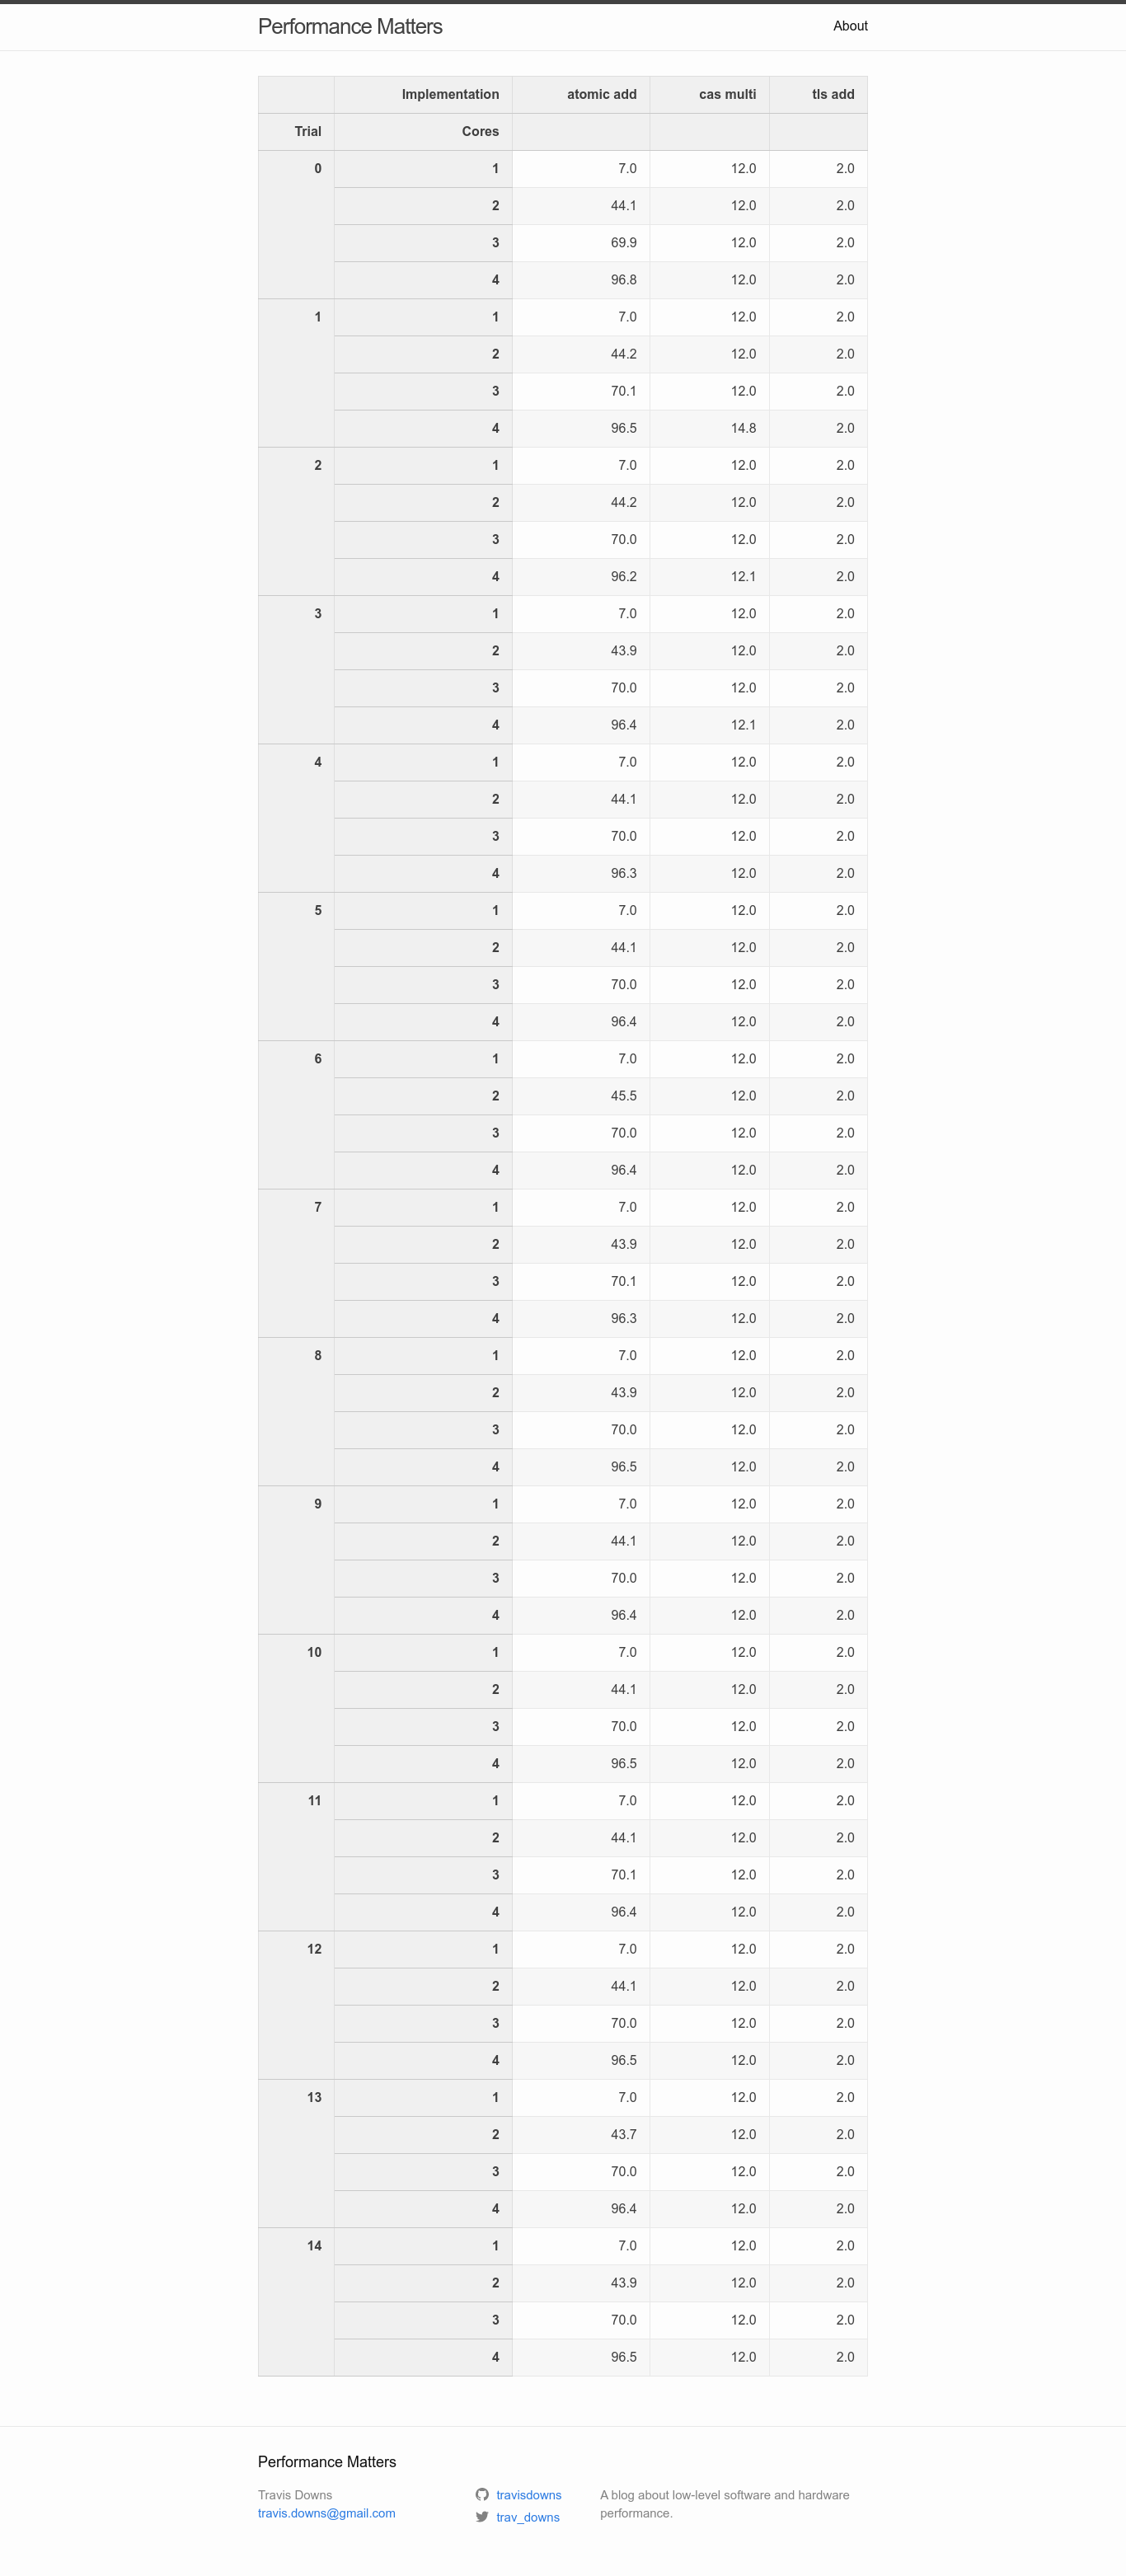 Performance Matters About
Implementation atomic add cas multi tls add
Trial Cores
0 1 7.0 12.0 2.0
2 44.1 12.0 2.0
3 69.9 12.0 2.0
4 96.8 12.0 2.0
1 1 7.0 12.0 2.0
2 44.2 12.0 2.0
3 70.1 12.0 2.0
4 96.5 14.8 2.0
2 1 7.0 12.0 2.0
2 44.2 12.0 2.0
3 70.0 12.0 2.0
4 96.2 12.1 2.0
3 1 7.0 12.0 2.0
2 43.9 12.0 2.0
3 70.0 12.0 2.0
4 96.4 12.1 2.0
4 1 7.0 12.0 2.0
2 44.1 12.0 2.0
3 70.0 12.0 2.0
4 96.3 12.0 2.0
5 1 7.0 12.0 2.0
2 44.1 12.0 2.0
3 70.0 12.0 2.0
4 96.4 12.0 2.0
6 1 7.0 12.0 2.0
2 45.5 12.0 2.0
3 70.0 12.0 2.0
4 96.4 12.0 2.0
7 1 7.0 12.0 2.0
2 43.9 12.0 2.0
3 70.1 12.0 2.0
4 96.3 12.0 2.0
8 1 7.0 12.0 2.0
2 43.9 12.0 2.0
3 70.0 12.0 2.0
4 96.5 12.0 2.0
9 1 7.0 12.0 2.0
2 44.1 12.0 2.0
3 70.0 12.0 2.0
4 96.4 12.0 2.0
10 1 7.0 12.0 2.0
2 44.1 12.0 2.0
3 70.0 12.0 2.0
4 96.5 12.0 2.0
11 1 7.0 12.0 2.0
2 44.1 12.0 2.0
3 70.1 12.0 2.0
4 96.4 12.0 2.0
12 1 7.0 12.0 2.0
2 44.1 12.0 2.0
3 70.0 12.0 2.0
4 96.5 12.0 2.0
13 1 7.0 12.0 2.0
2 43.7 12.0 2.0
3 70.0 12.0 2.0
4 96.4 12.0 2.0
14 1 7.0 12.0 2.0
2 43.9 12.0 2.0
3 70.0 12.0 2.0
4 96.5 12.0 2.0
Performance Matters
Travis Downs
travis.downs@gmail.com
travisdowns
trav_downs
A blog about low-level software and hardware
performance.